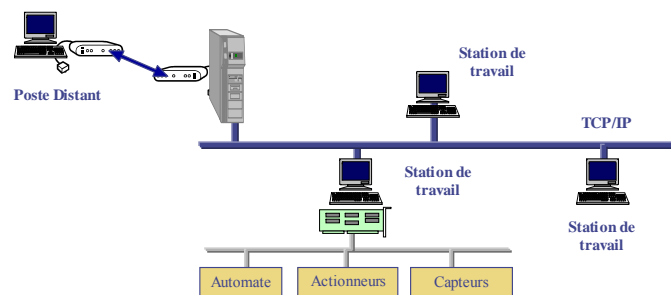 Station de
travail
Poste Distant
TCP/IP
Station de
travail
Station de
travail
Automate
Actionneurs
Capteurs